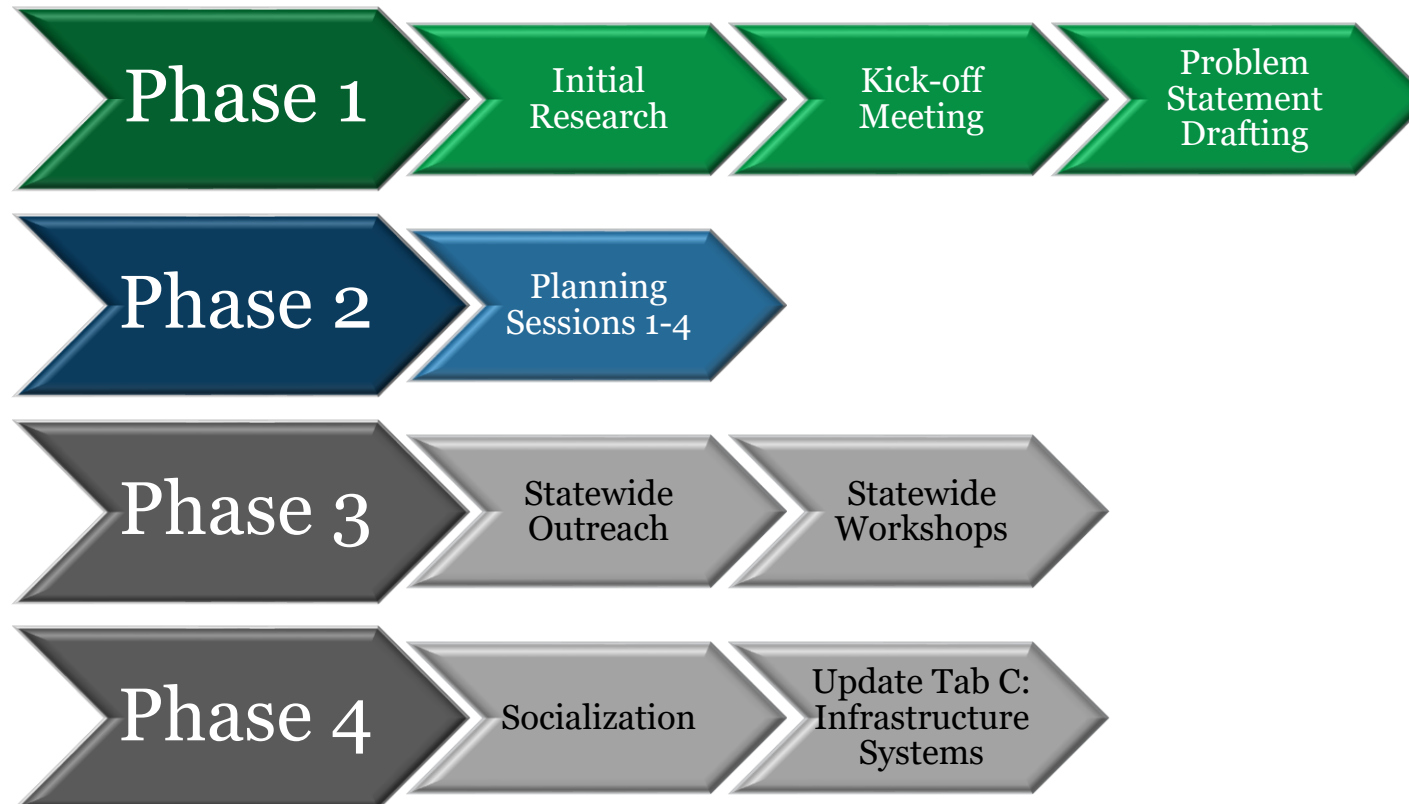 Phase 1
Initial
Research
Kick-off
Meeting
Problem
Statement
Drafting
Phase 2
Planning
Sessions 1-4
Phase 3
Statewide
Outreach
Statewide
Workshops
Phase 4
Socialization
Update Tab C:
Infrastructure
Systems